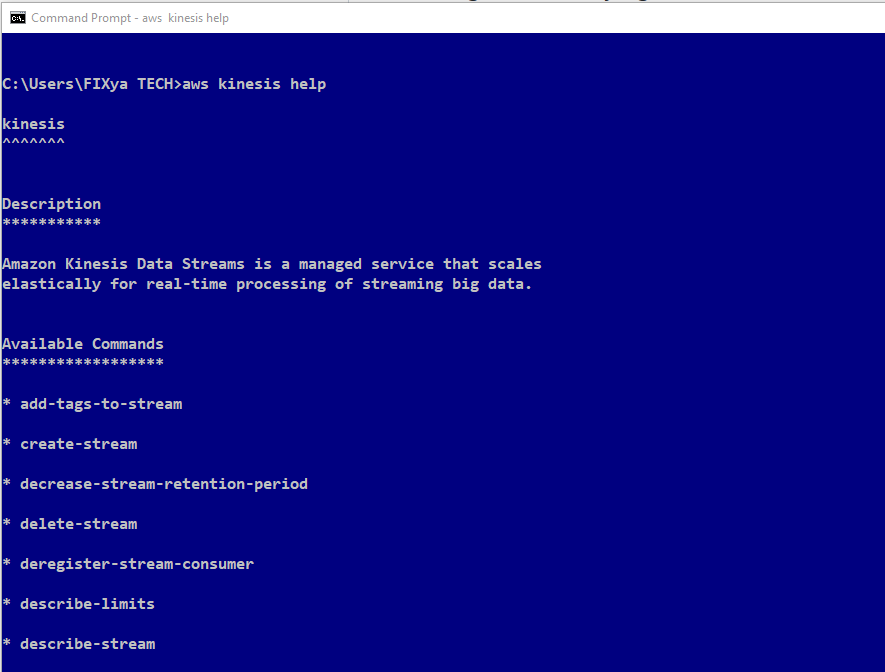 Command Prompt - aws  kinesis help
C:\Users\FIXya TECH>aws kinesis help
kinesis
^^^^^^^
Description
***********
Amazon Kinesis Data Streams is a managed service that scales
elastically for real-time processing of streaming big data.
Available Commands
******************
* add-tags-to-stream
* create-stream
* decrease-stream-retention-period
* delete-stream
* deregister-stream-consumer
* describe-limits
* describe-stream